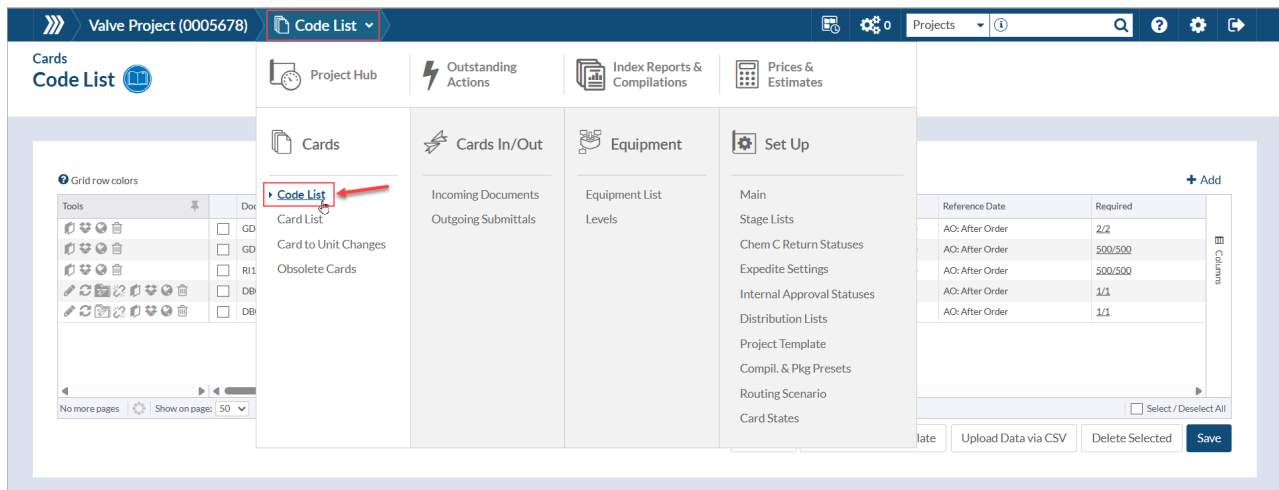 Valve Project (0005678)
Code List
0
Projects
Cards
Code List
Project Hub
Outstanding
Actions
Index Reports &
Compilations
Prices &
Estimates
Cards
Cards In/Out
Equipment
Set Up
Code List
Card List
Card to Unit Changes
Obsolete Cards
Incoming Documents
Outgoing Submittals
Equipment List
Levels
Main
Stage Lists
Chem C Return Statuses
Expedite Settings
Internal Approval Statuses
Distribution Lists
Project Template
Compil. & Pkg Presets
Routing Scenario
Card States
Grid row colors
Add
Tools
Reference Date
Required
AO: After Order
2/2
AO: After Order
500/500
RI1
AO: After Order
500/500
AO: After Order
1/1
AO: After Order
1/1
Columns
No more pages
Show on page: 50
Select / Deselect All
Upload Data via CSV
Delete Selected
Save